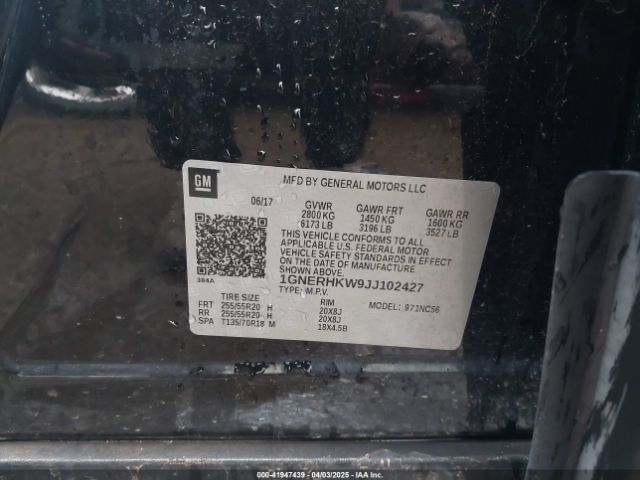 GM
MFD BY GENERAL MOTORS LLC
06/17
GVWR GAWR FRT GAWR RR
2800 KG 1450 KG 1600 KG
6173 LB 3196 LB 3527 LB
THIS VEHICLE CONFORMS TO ALL
APPLICABLE U.S. FEDERAL MOTOR
VEHICLE SAFETY STANDARDS IN EFFECT
ON THE DATE OF MANUFACTURE
SHOWN ABOVE.
384A
1GNERHKW9JJ102427
TYPE: M.P.V.
TIRE SIZE RIM MODEL: 971NC56
FRT 255/55R20 H 20X8J
RR 255/55R20 H 20X8J
SPA T135/70R18 M 18X4.5B
00-41947439 | 04/03/2025 | Copart - IAA Inc.